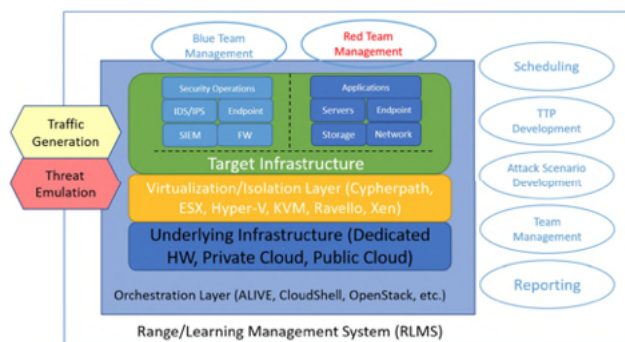 Blue Team
Management
Red Team
Management
Scheduling
Security Operations
Applications
IDS/IPS
Endpoint
Servers
Endpoint
SIEM
FW
Storage
Network
TTP
Development
Traffic
Generation
Target Infrastructure
Threat
Emulation
Attack Scenario
Development
Virtualization/Isolation Layer (Cypherpath,
ESX, Hyper-V, KVM, Ravello, Xen)
Team
Management
Underlying Infrastructure (Dedicated
HW, Private Cloud, Public Cloud)
Reporting
Orchestration Layer (ALIVE, CloudShell, OpenStack, etc.)
Range/Learning Management System (RLMS)